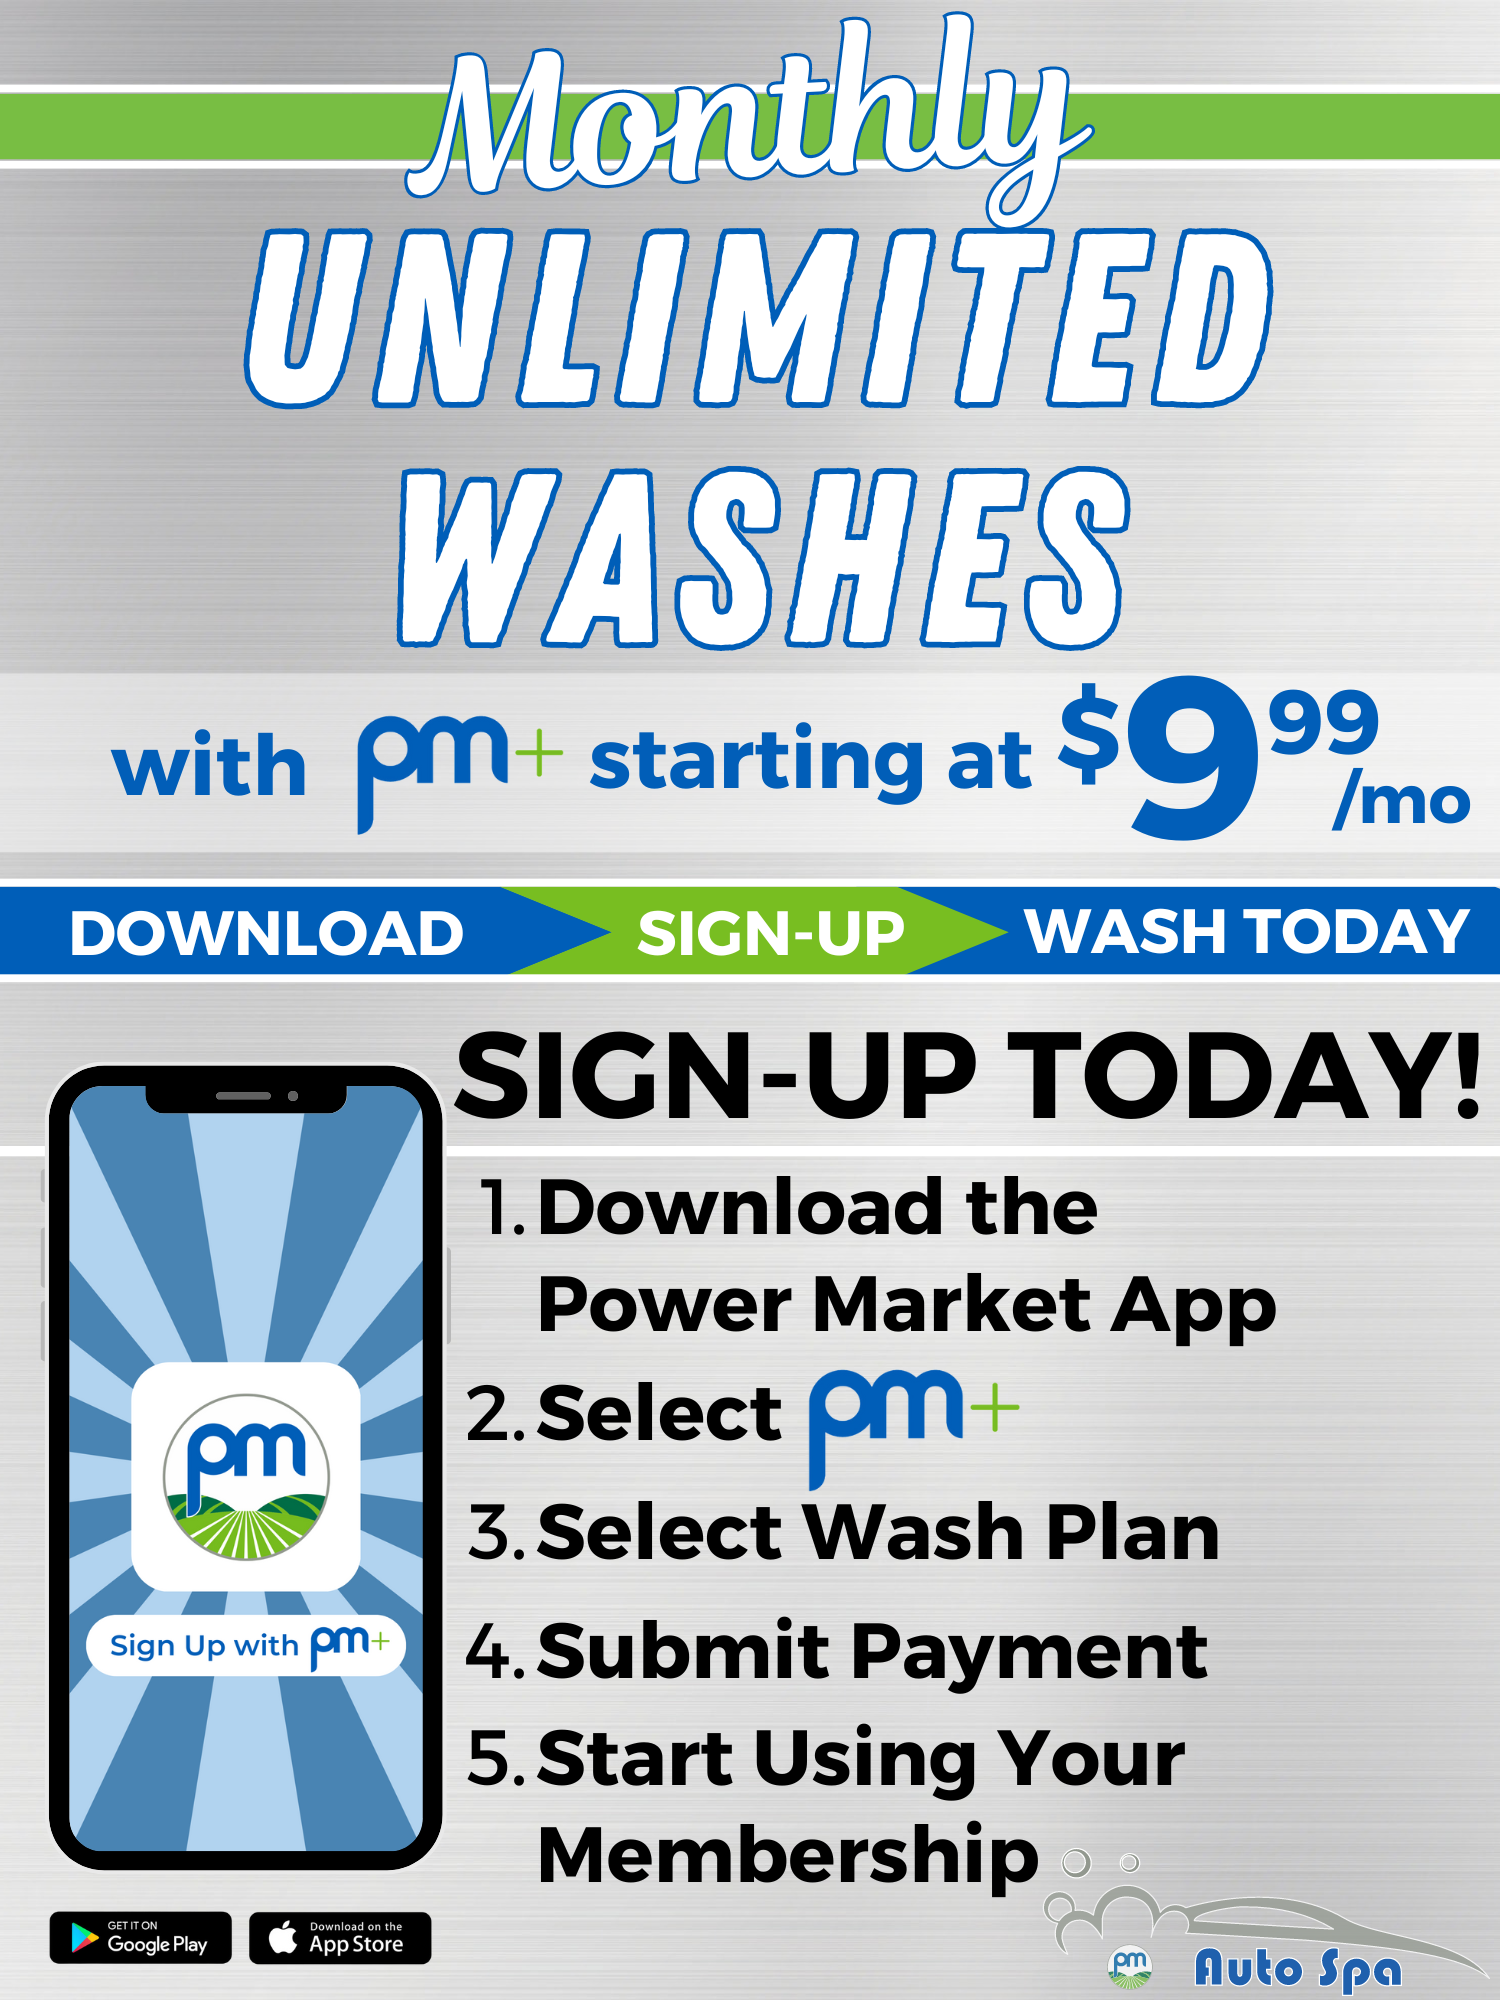 Monthly
UNLIMITED
WASHES
with pm+ starting at $9.99/mo
DOWNLOAD SIGN-UP WASH TODAY
SIGN-UP TODAY!
1. Download the
Power Market App
2. Select pm+
3. Select Wash Plan
4. Submit Payment
5. Start Using Your
Membership
pm
Sign Up with pm+
GET IT ON
Google Play
Download on the
App Store
pm Auto Spa